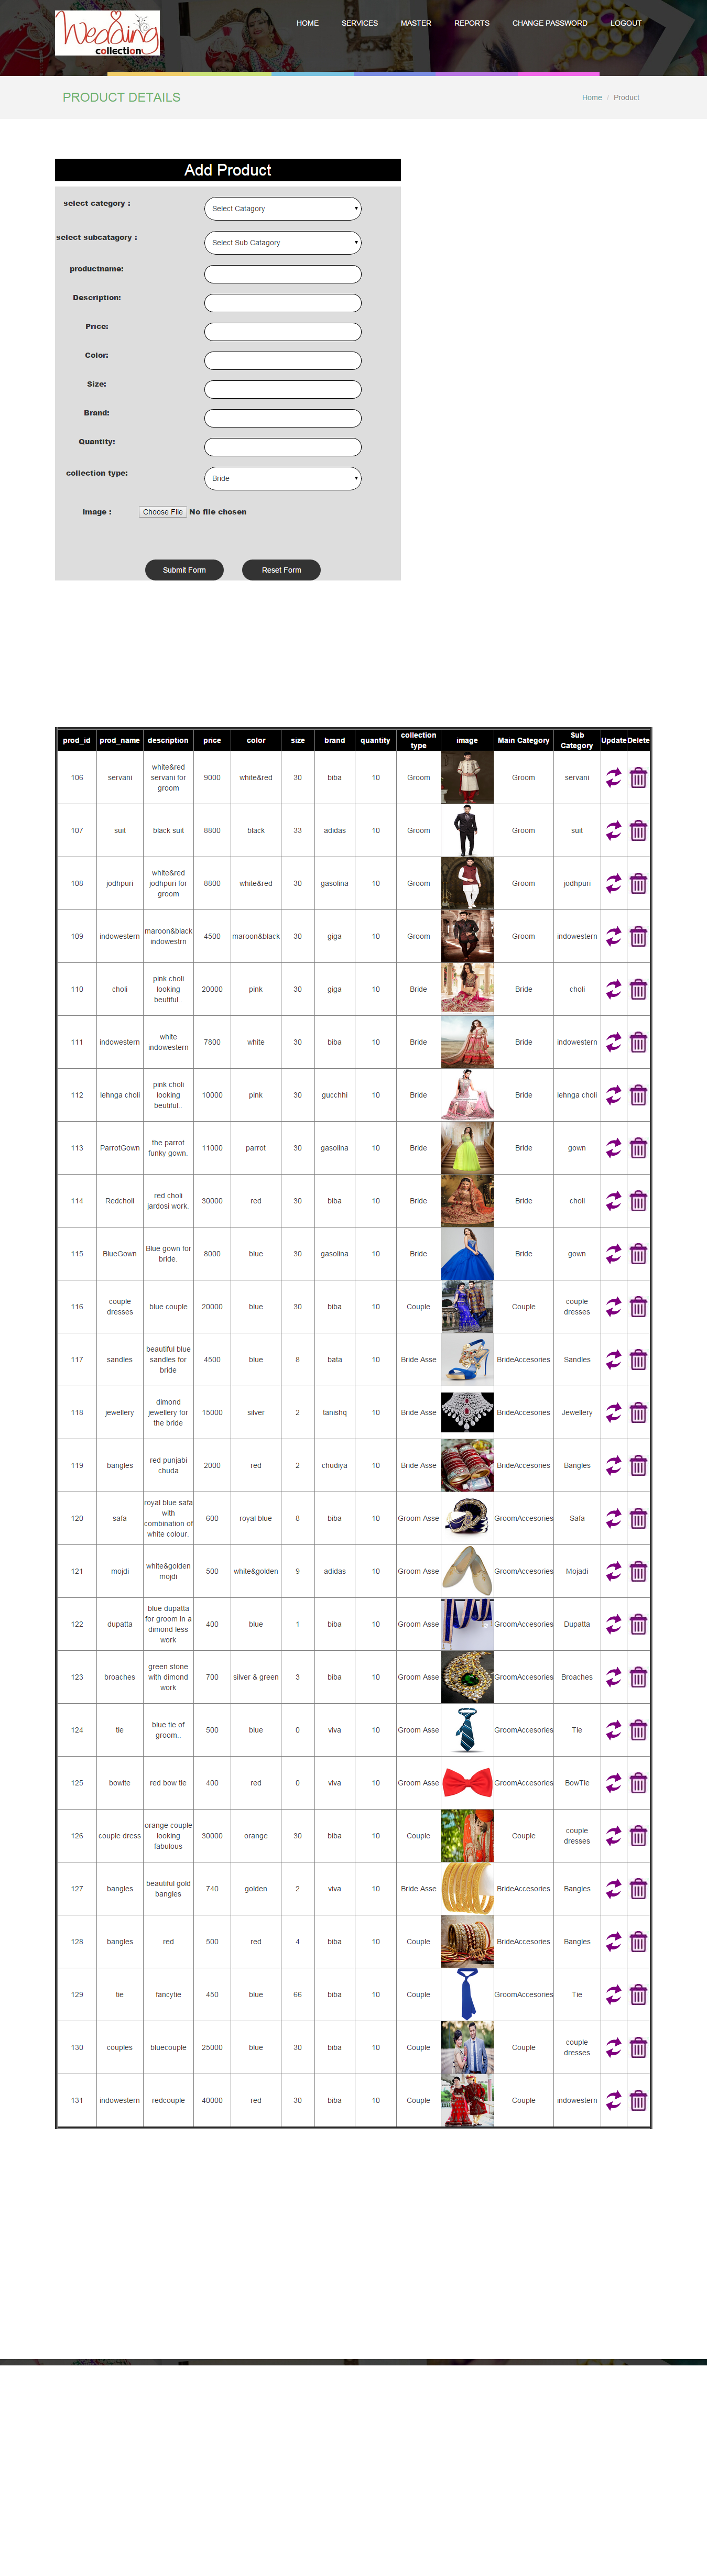 Wedding
collection
HOME SERVICES MASTER REPORTS CHANGE PASSWORD LOGOUT
PRODUCT DETAILS
Home / Product
Add Product
select category : Select Catagory
select subcatagory : Select Sub Catagory
productname:
Description:
Price:
Color:
Size:
Brand:
Quantity:
collection type: Bride
Image : Choose File No file chosen
Submit Form Reset Form
prod_id prod_name description price color size brand quantity collection type image Main Category Sub Category Update Delete
106 servani white&red servani for groom 9000 white&red 30 biba 10 Groom Groom servani
107 suit black suit 8800 black 33 adidas 10 Groom Groom suit
108 jodhpuri white&red jodhpuri for groom 8800 white&red 30 gasolina 10 Groom Groom jodhpuri
109 indowestern maroon&black indowestrn 4500 maroon&black 30 giga 10 Groom Groom indowestern
110 choli pink choli looking beutiful.. 20000 pink 30 giga 10 Bride Bride choli
111 indowestern white indowestern 7800 white 30 biba 10 Bride Bride indowestern
112 lehnga choli pink choli looking beutiful.. 10000 pink 30 gucchhi 10 Bride Bride lehnga choli
113 ParrotGown the parrot funky gown. 11000 parrot 30 gasolina 10 Bride Bride gown
114 Redcholi red choli jardosi work. 30000 red 30 biba 10 Bride Bride choli
115 BlueGown Blue gown for bride. 8000 blue 30 gasolina 10 Bride Bride gown
116 couple dresses blue couple 20000 blue 30 biba 10 Couple Couple couple dresses
117 sandles beautiful blue sandles for bride 4500 blue 8 bata 10 Bride Asse BrideAccesories Sandles
118 jewellery dimond jewellery for the bride 15000 silver 2 tanishq 10 Bride Asse BrideAccesories Jewellery
119 bangles red punjabi chuda 2000 red 2 chudiya 10 Bride Asse BrideAccesories Bangles
120 safa royal blue safa with combination of white colour. 600 royal blue 8 biba 10 Groom Asse GroomAccesories Safa
121 mojdi white&golden mojdi 500 white&golden 9 adidas 10 Groom Asse GroomAccesories Mojadi
122 dupatta blue dupatta for groom in a dimond less work 400 blue 1 biba 10 Groom Asse GroomAccesories Dupatta
123 broaches green stone with dimond work 700 silver & green 3 biba 10 Groom Asse GroomAccesories Broaches
124 tie blue tie of groom.. 500 blue 0 viva 10 Groom Asse GroomAccesories Tie
125 bowite red bow tie 400 red 0 viva 10 Groom Asse GroomAccesories BowTie
126 couple dress orange couple looking fabulous 30000 orange 30 biba 10 Couple Couple couple dresses
127 bangles beautiful gold bangles 740 golden 2 viva 10 Bride Asse BrideAccesories Bangles
128 bangles red 500 red 4 biba 10 Couple BrideAccesories Bangles
129 tie fancytie 450 blue 66 biba 10 Couple GroomAccesories Tie
130 couples bluecouple 25000 blue 30 biba 10 Couple Couple couple dresses
131 indowestern redcouple 40000 red 30 biba 10 Couple Couple indowestern